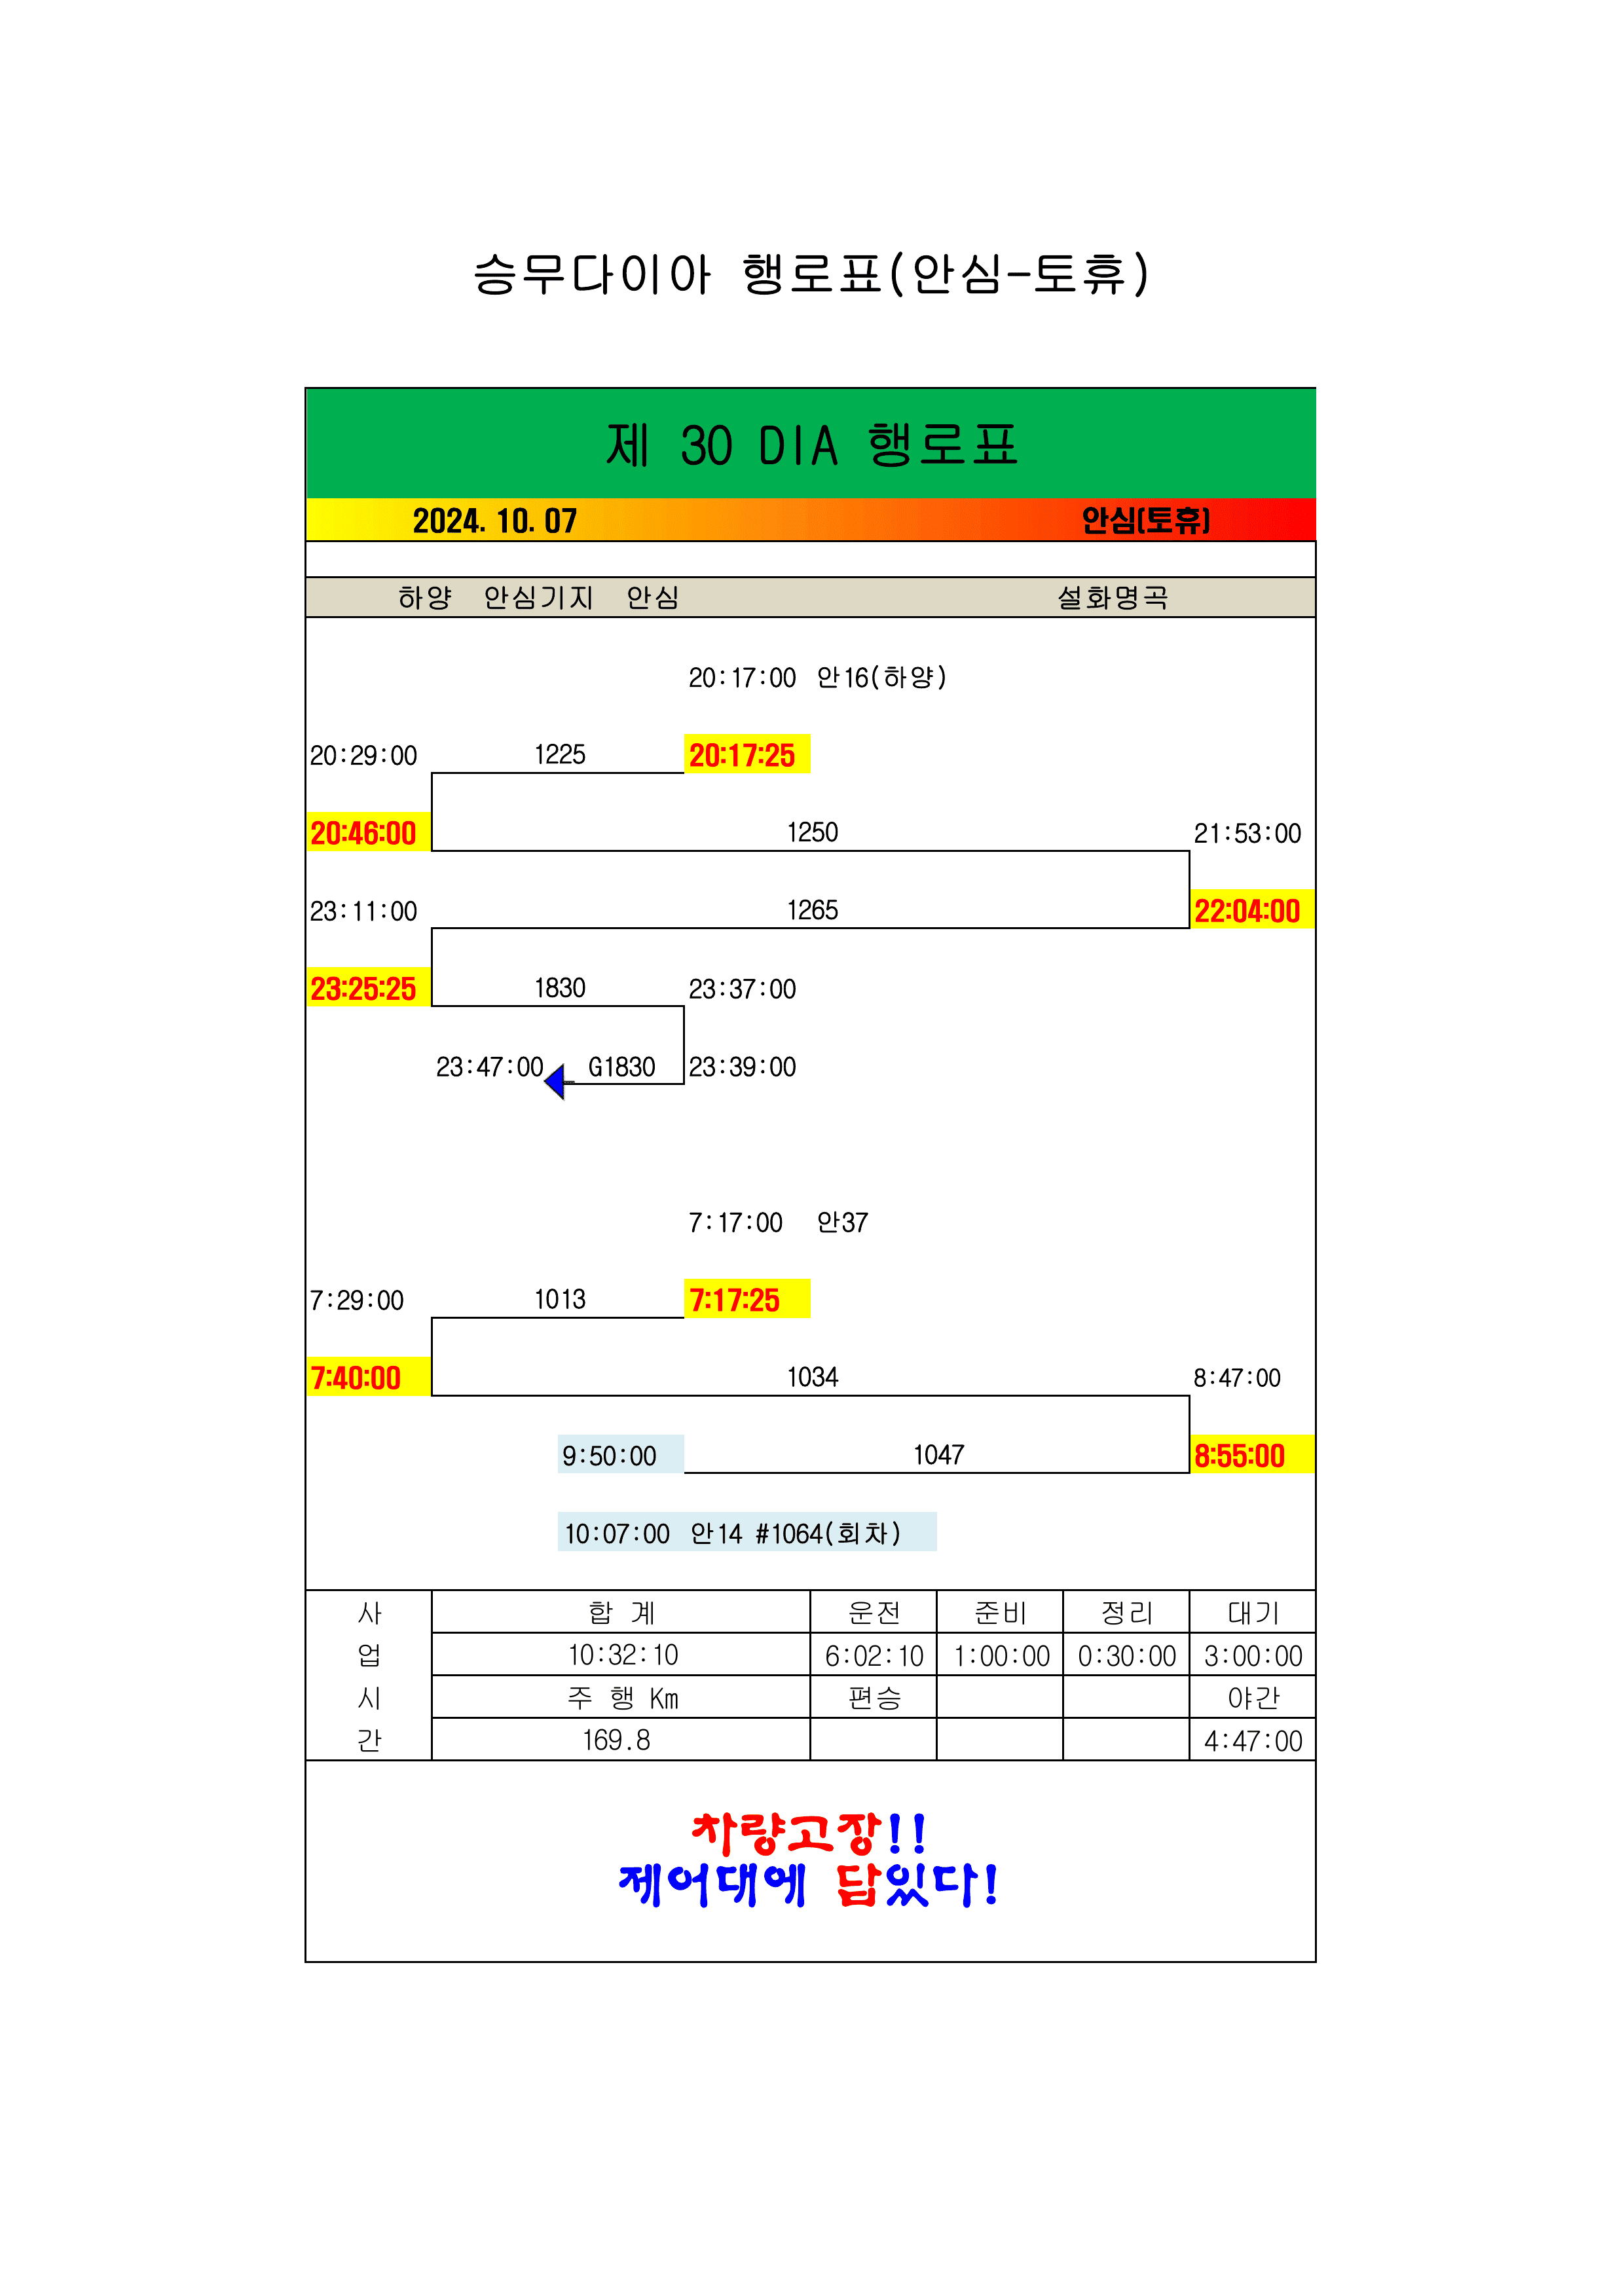 승무다이아 행로표(안심-토휴)
제 30 DIA 행로표
2024. 10. 07 안심(토휴)
하양 안심기지 안심 설화명곡
20:17:00 안16(하양)
20:29:00 1225 20:17:25
20:46:00 1250 21:53:00
23:11:00 1265 22:04:00
23:25:25 1830 23:37:00
23:47:00 G1830 23:39:00
7:17:00 안37
7:29:00 1013 7:17:25
7:40:00 1034 8:47:00
9:50:00 1047 8:55:00
10:07:00 안14 #1064(회차)
사 합 계 운전 준비 정리 대기
업 10:32:10 6:02:10 1:00:00 0:30:00 3:00:00
시 주 행 Km 편승 야간
간 169.8 4:47:00
차량고장!!
제어대에 답있다!